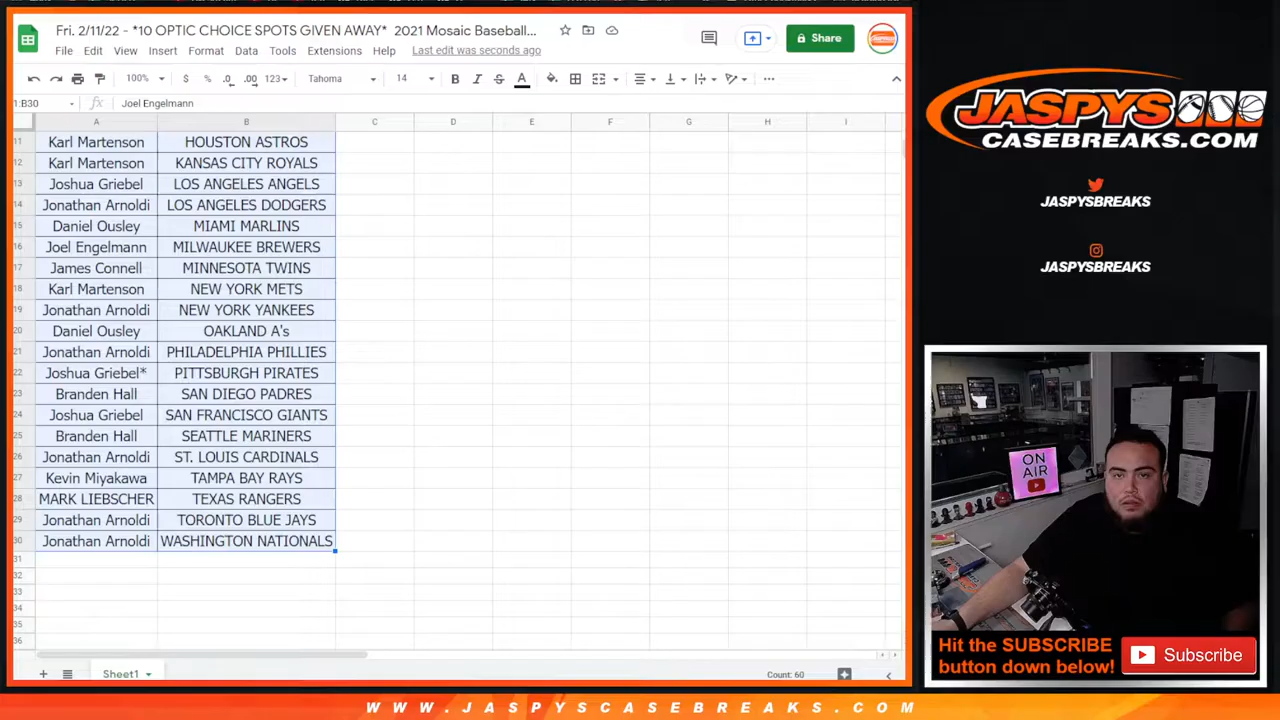 Fri. 2/11/22 - *10 OPTIC CHOICE SPOTS GIVEN AWAY* 2021 Mosaic Baseball...
Share
File Edit View Insert Format Data Tools Extensions Help Last edit was seconds ago
100% $ % .0 .00 123 Tahoma 14 B I S A
1:B30 fx Joel Engelmann
A B C D E F G H I
11 Karl Martenson HOUSTON ASTROS
12 Karl Martenson KANSAS CITY ROYALS
13 Joshua Griebel LOS ANGELES ANGELS
14 Jonathan Arnoldi LOS ANGELES DODGERS
15 Daniel Ousley MIAMI MARLINS
16 Joel Engelmann MILWAUKEE BREWERS
17 James Connell MINNESOTA TWINS
18 Karl Martenson NEW YORK METS
19 Jonathan Arnoldi NEW YORK YANKEES
20 Daniel Ousley OAKLAND A's
21 Jonathan Arnoldi PHILADELPHIA PHILLIES
22 Joshua Griebel* PITTSBURGH PIRATES
23 Branden Hall SAN DIEGO PADRES
24 Joshua Griebel SAN FRANCISCO GIANTS
25 Branden Hall SEATTLE MARINERS
26 Jonathan Arnoldi ST. LOUIS CARDINALS
27 Kevin Miyakawa TAMPA BAY RAYS
28 MARK LIEBSCHER TEXAS RANGERS
29 Jonathan Arnoldi TORONTO BLUE JAYS
30 Jonathan Arnoldi WASHINGTON NATIONALS
31
32
33
34
35
36
Sheet1 Count: 60
JASPYS
CASEBREAKS.COM
JASPYSBREAKS
JASPYSBREAKS
ON
AIR
Hit the SUBSCRIBE
button down below!
Subscribe
WWW.JASPYSCASEBREAKS.COM